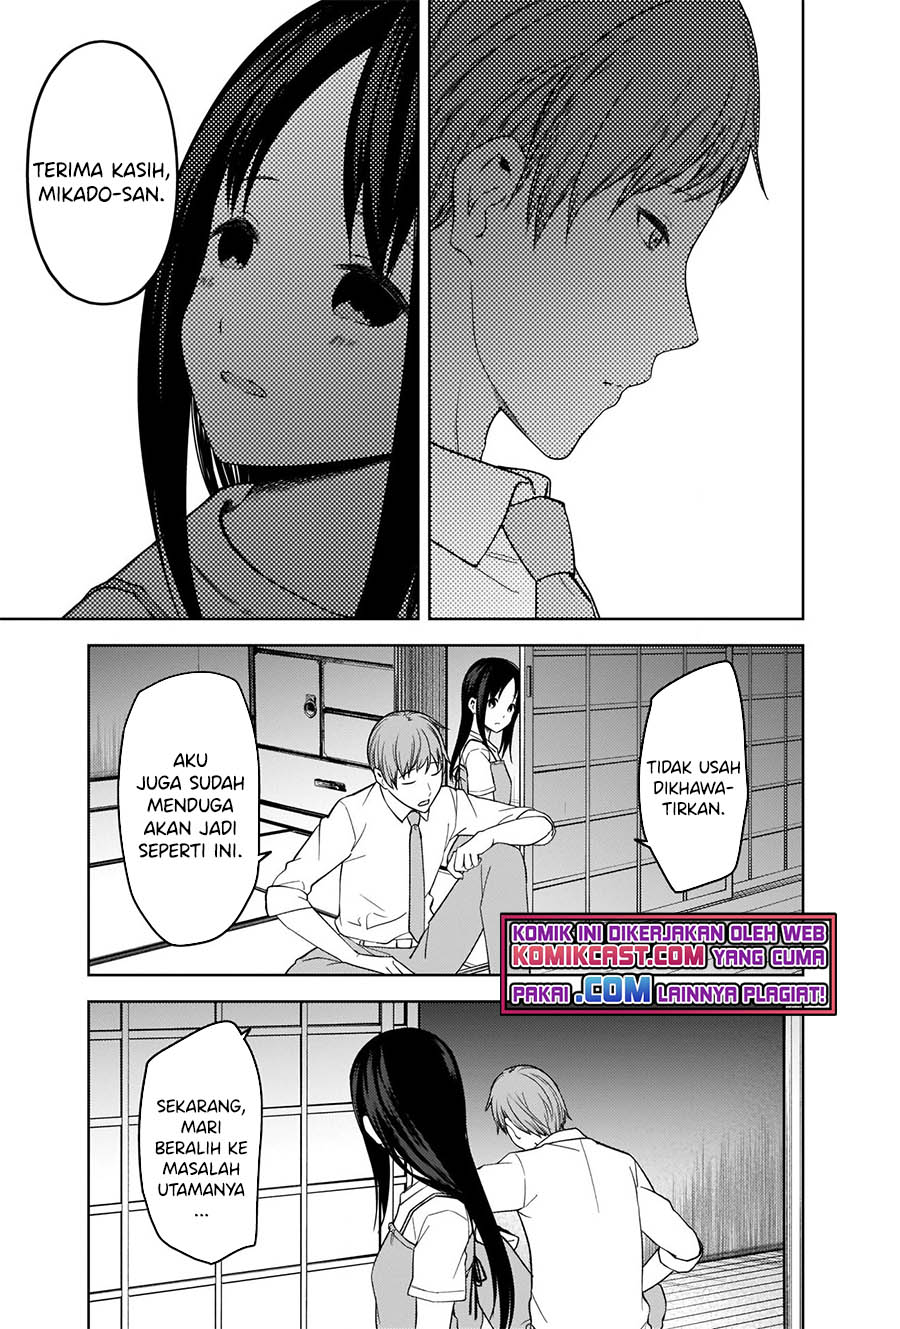 TERIMA KASIH,
MIKADO-SAN.
TIDAK USAH
DIKHAWA-
TIRKAN.
AKU
JUGA SUDAH
MENDUGA
AKAN JADI
SEPERTI INI.
KOMIK INI DIKERJAKAN OLEH WEB
KOMIKCAST.COM YANG CUMA
PAKAI .COM LAINNYA PLAGIAT!
SEKARANG,
MARI
BERALIH KE
MASALAH
UTAMANYA
...